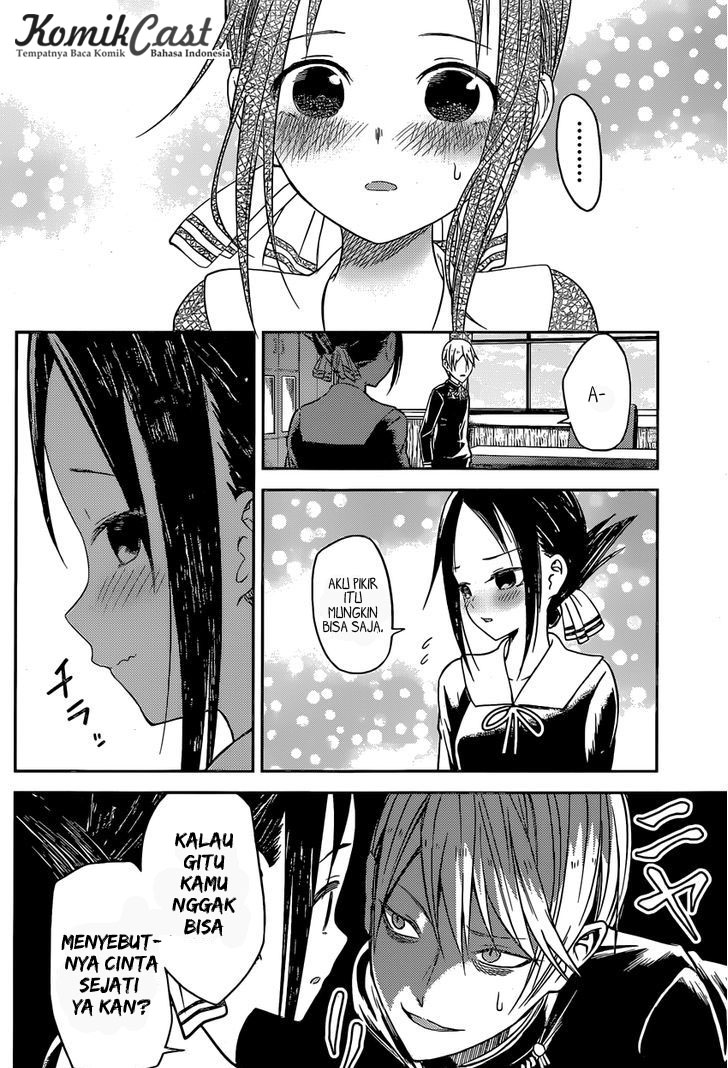 KomikCast
Tempatnya Baca Komik Bahasa Indonesia
........
A-
AKU PIKIR
ITU
MUNGKIN
BISA SAJA.
チラッ
ニヤ
KALAU
GITU
KAMU
NGGAK
BISA
MENYEBUT-
NYA CINTA
SEJATI
YA KAN?